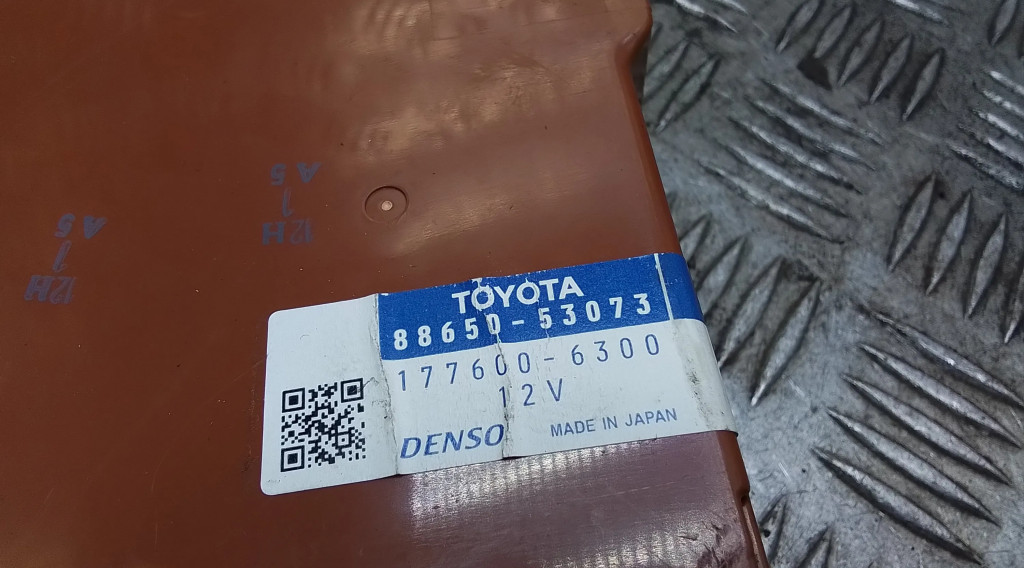 A5
1
12H
A5
1
12H
TOYOTA
88650-53073
177600-6300
12V
DENSO
MADE IN JAPAN